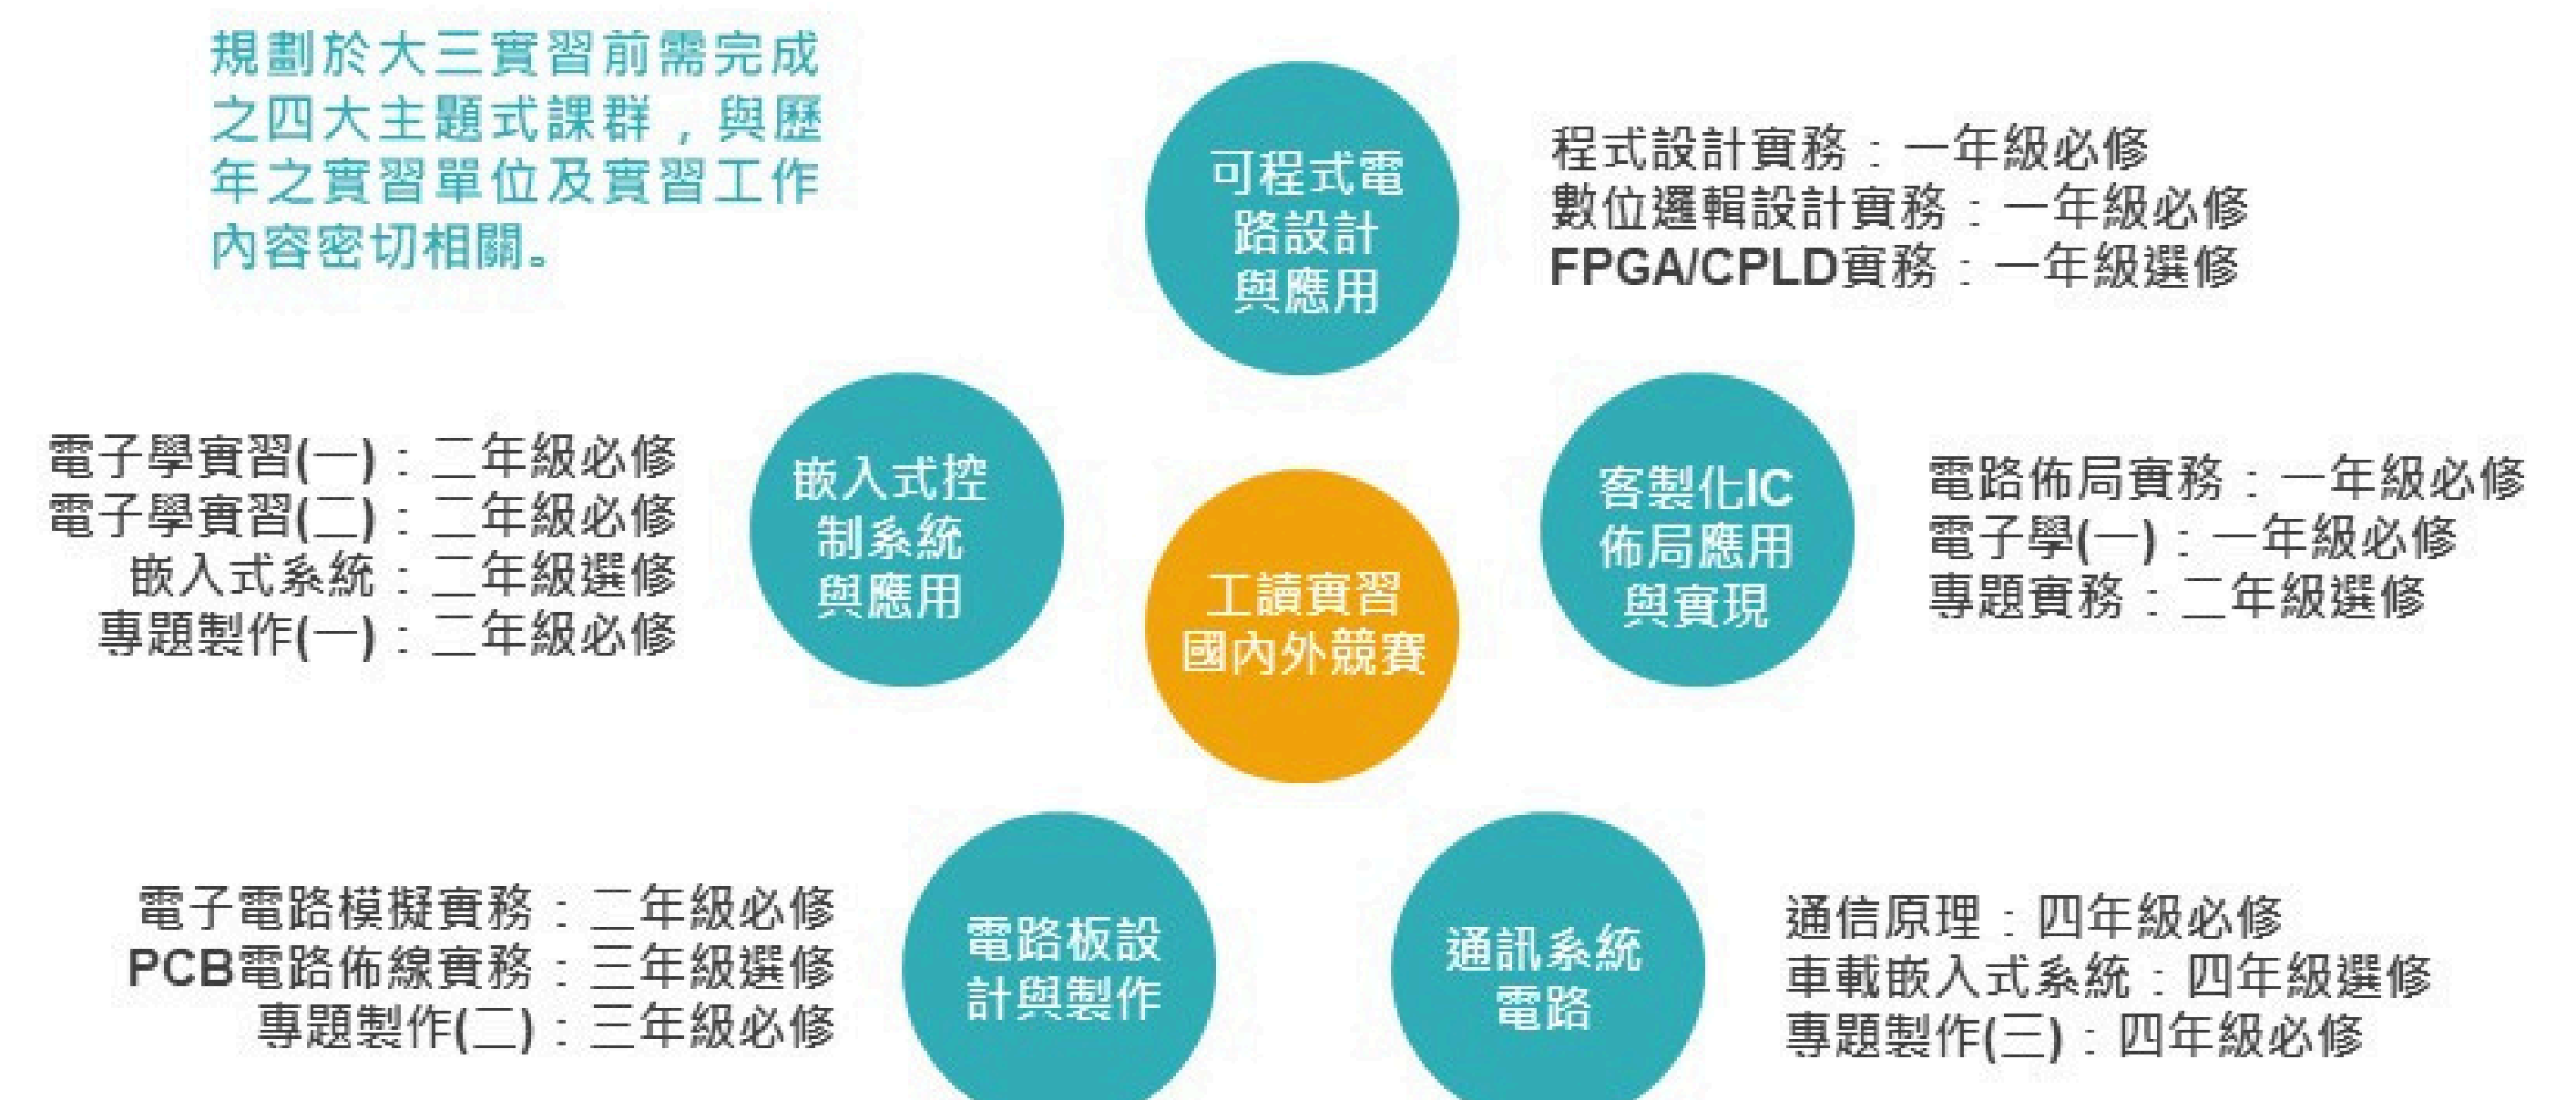 規劃於大三實習前需完成
之四大主題式課群，與歷
年之實習單位及實習工作
內容密切相關。
可程式電
路設計
與應用
程式設計實務：一年級必修
數位邏輯設計實務：一年級必修
FPGA/CPLD實務：一年級選修
電子學實習(一)：二年級必修
電子學實習(二)：二年級必修
嵌入式系統：二年級選修
專題製作(一)：二年級必修
嵌入式控
制系統
與應用
工讀實習
國內外競賽
客製化IC
佈局應用
與實現
電路佈局實務：一年級必修
電子學(一)：一年級必修
專題實務：二年級選修
電子電路模擬實務：二年級必修
PCB電路佈線實務：三年級選修
專題製作(二)：三年級必修
電路板設
計與製作
通訊系統
電路
通信原理：四年級必修
車載嵌入式系統：四年級選修
專題製作(三)：四年級必修